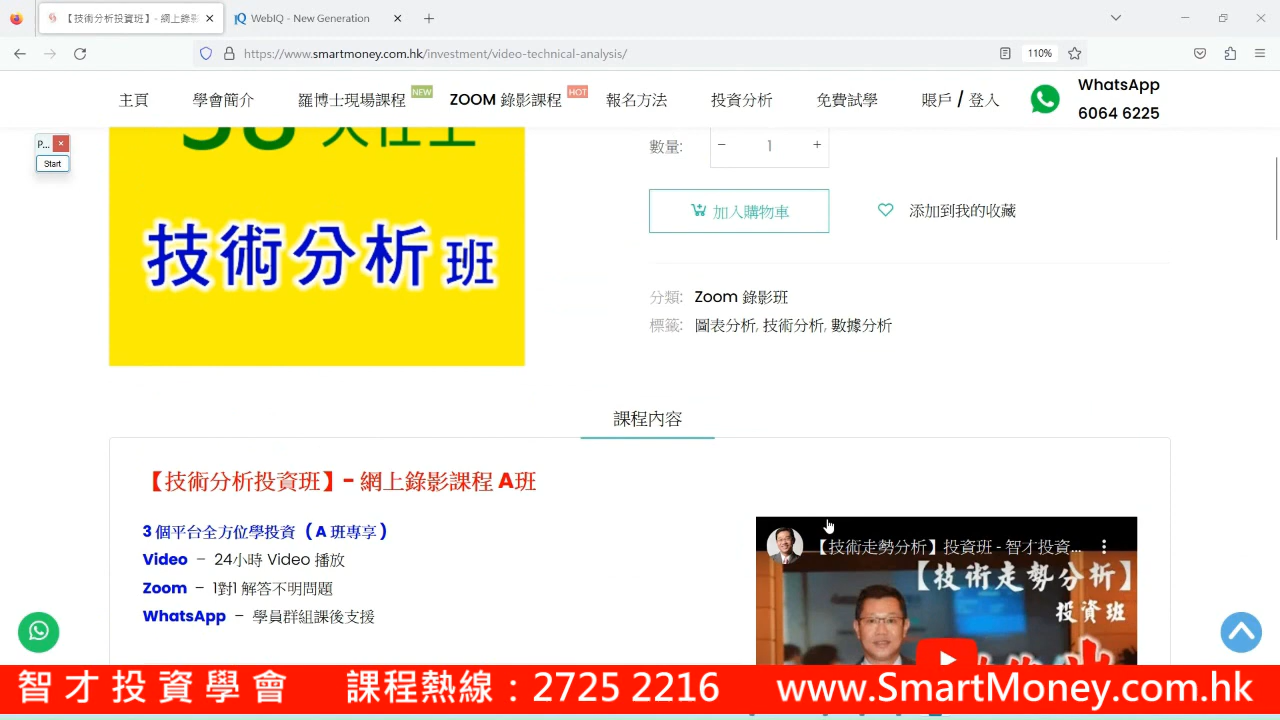 【技術分析投資班】- 網上錄影
WebIQ - New Generation
https://www.smartmoney.com.hk/investment/video-technical-analysis/
110%
主頁
學會簡介
羅博士現場課程
NEW
ZOOM 錄影課程
HOT
報名方法
投資分析
免費試學
賬戶 / 登入
WhatsApp
6064 6225
P...
Start
數量:
− 1 +
加入購物車
添加到我的收藏
技術分析班
分類: Zoom 錄影班
標籤: 圖表分析, 技術分析, 數據分析
課程內容
【技術分析投資班】- 網上錄影課程 A班
3 個平台全方位學投資（A 班專享）
Video – 24小時 Video 播放
Zoom – 1對1 解答不明問題
WhatsApp – 學員群組課後支援
【技術走勢分析】投資班 - 智才投資...
【技術走勢分析】
投資班
智才投資學會 課程熱線：2725 2216 www.SmartMoney.com.hk